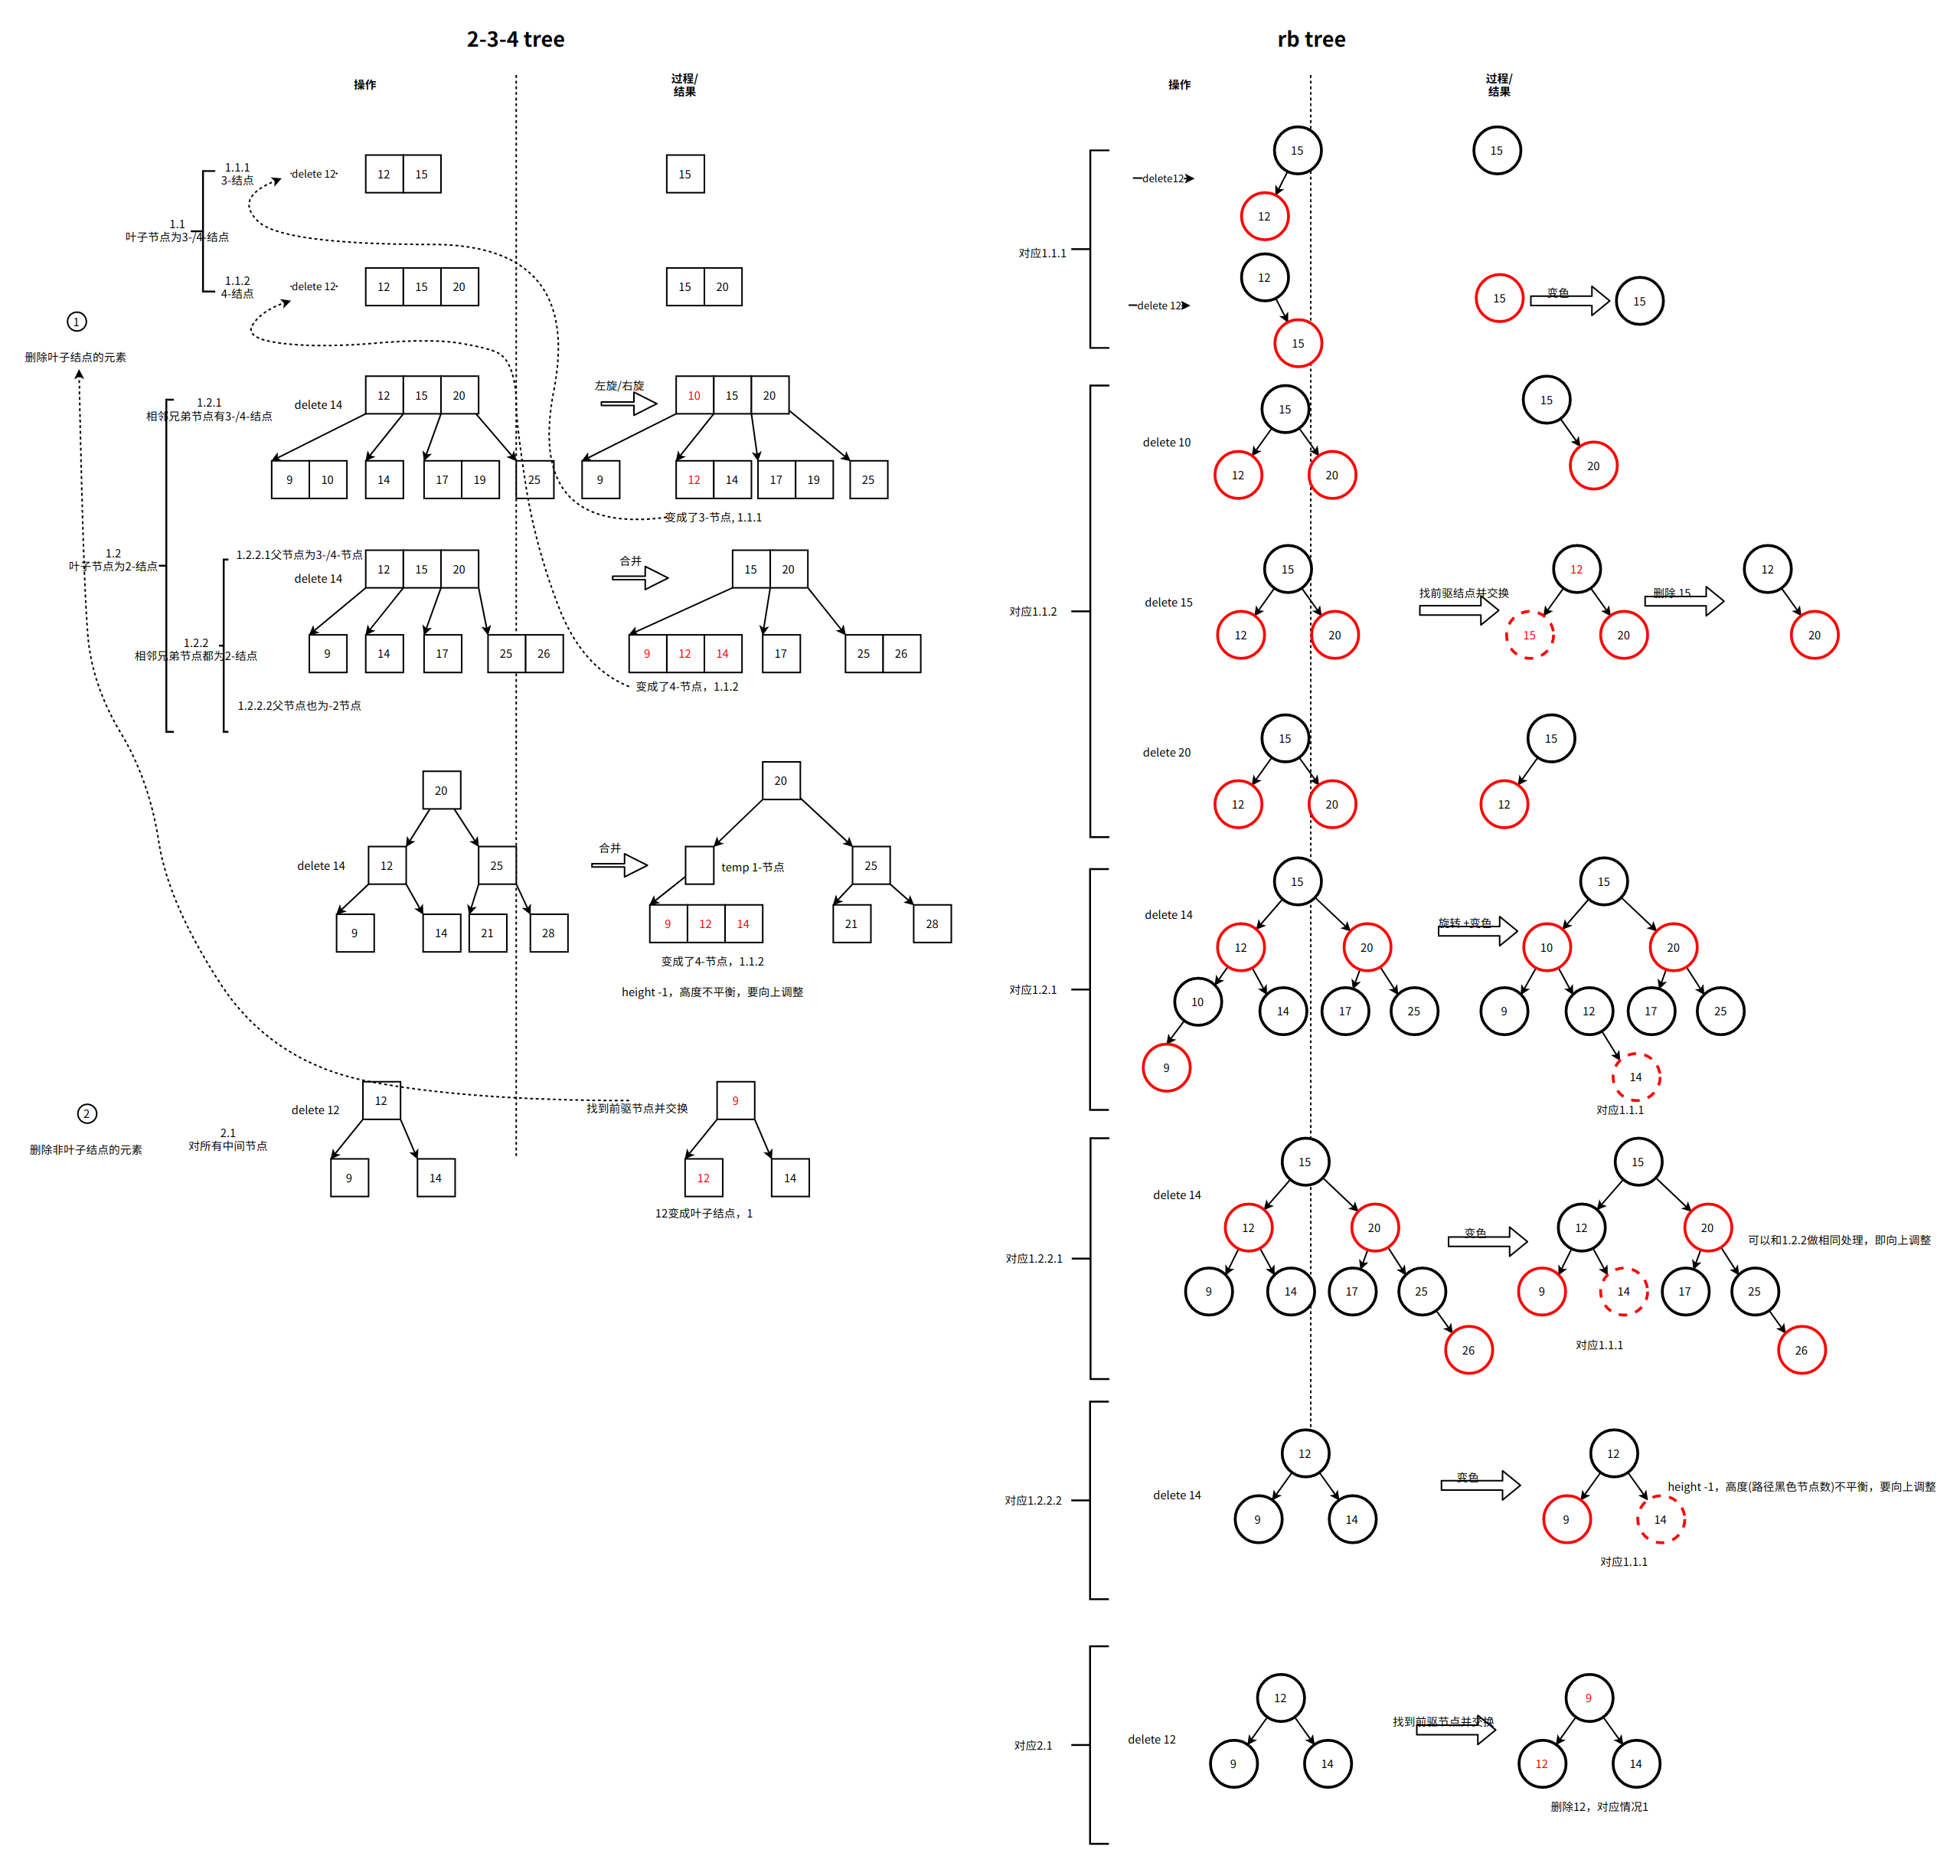 2-3-4 tree
操作
过程/
结果
1.1.1
3-结点
delete 12
12 15
15
1.1
叶子节点为3-/4-结点
1.1.2
4-结点
delete 12
12 15 20
15 20
1
删除叶子结点的元素
1.2.1
相邻兄弟节点有3-/4-结点
delete 14
12 15 20
左旋/右旋
10 15 20
9 10 14 17 19 25
9 12 14 17 19 25
变成了3-节点, 1.1.1
1.2
叶子节点为2-结点
1.2.2.1父节点为3-/4-节点
delete 14
12 15 20
合并
15 20
1.2.2
相邻兄弟节点都为2-结点
9 14 17 25 26
9 12 14 17 25 26
变成了4-节点，1.1.2
1.2.2.2父节点也为-2节点
20
20
delete 14
12 25
合并
temp 1-节点
25
9 14 21 28
9 12 14 21 28
变成了4-节点，1.1.2
height -1，高度不平衡，要向上调整
2
删除非叶子结点的元素
2.1
对所有中间节点
delete 12
12
找到前驱节点并交换
9
9 14
12 14
12变成叶子结点，1
rb tree
操作
过程/
结果
对应1.1.1
delete12
15
12
15
delete 12
12
15
15
变色
15
对应1.1.2
delete 10
15
12 20
15
20
delete 15
15
12 20
找前驱结点并交换
12
15 20
删除 15
12
20
delete 20
15
12 20
15
12
对应1.2.1
delete 14
15
12 20
10 14 17 25
9
旋转 +变色
15
10 20
9 12 17 25
14
对应1.1.1
对应1.2.2.1
delete 14
15
12 20
9 14 17 25
26
变色
15
12 20
9 14 17 25
26
可以和1.2.2做相同处理，即向上调整
对应1.1.1
对应1.2.2.2
delete 14
12
9 14
变色
12
9 14
height -1，高度(路径黑色节点数)不平衡，要向上调整
对应1.1.1
对应2.1
delete 12
12
9 14
找到前驱节点并交换
9
12 14
删除12，对应情况1